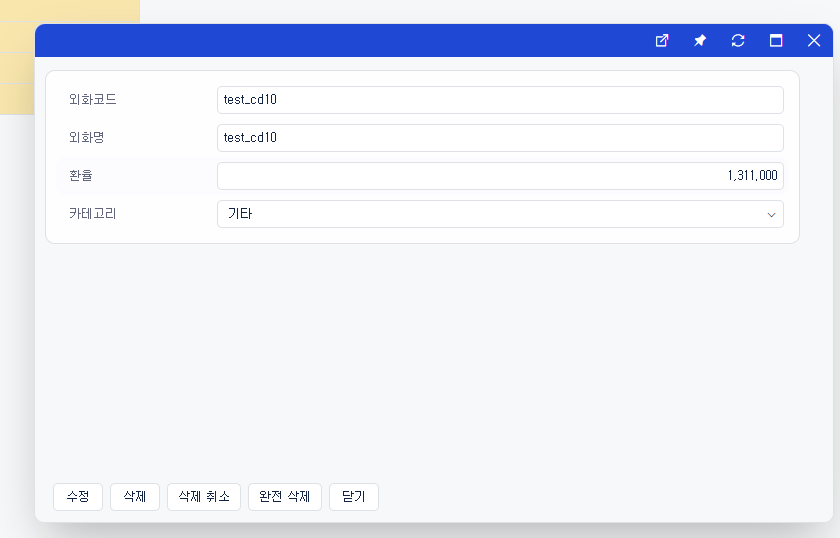 외화코드 test_cd10
외화명 test_cd10
환율 1,311,000
카테고리 기타
수정 삭제 삭제 취소 완전 삭제 닫기